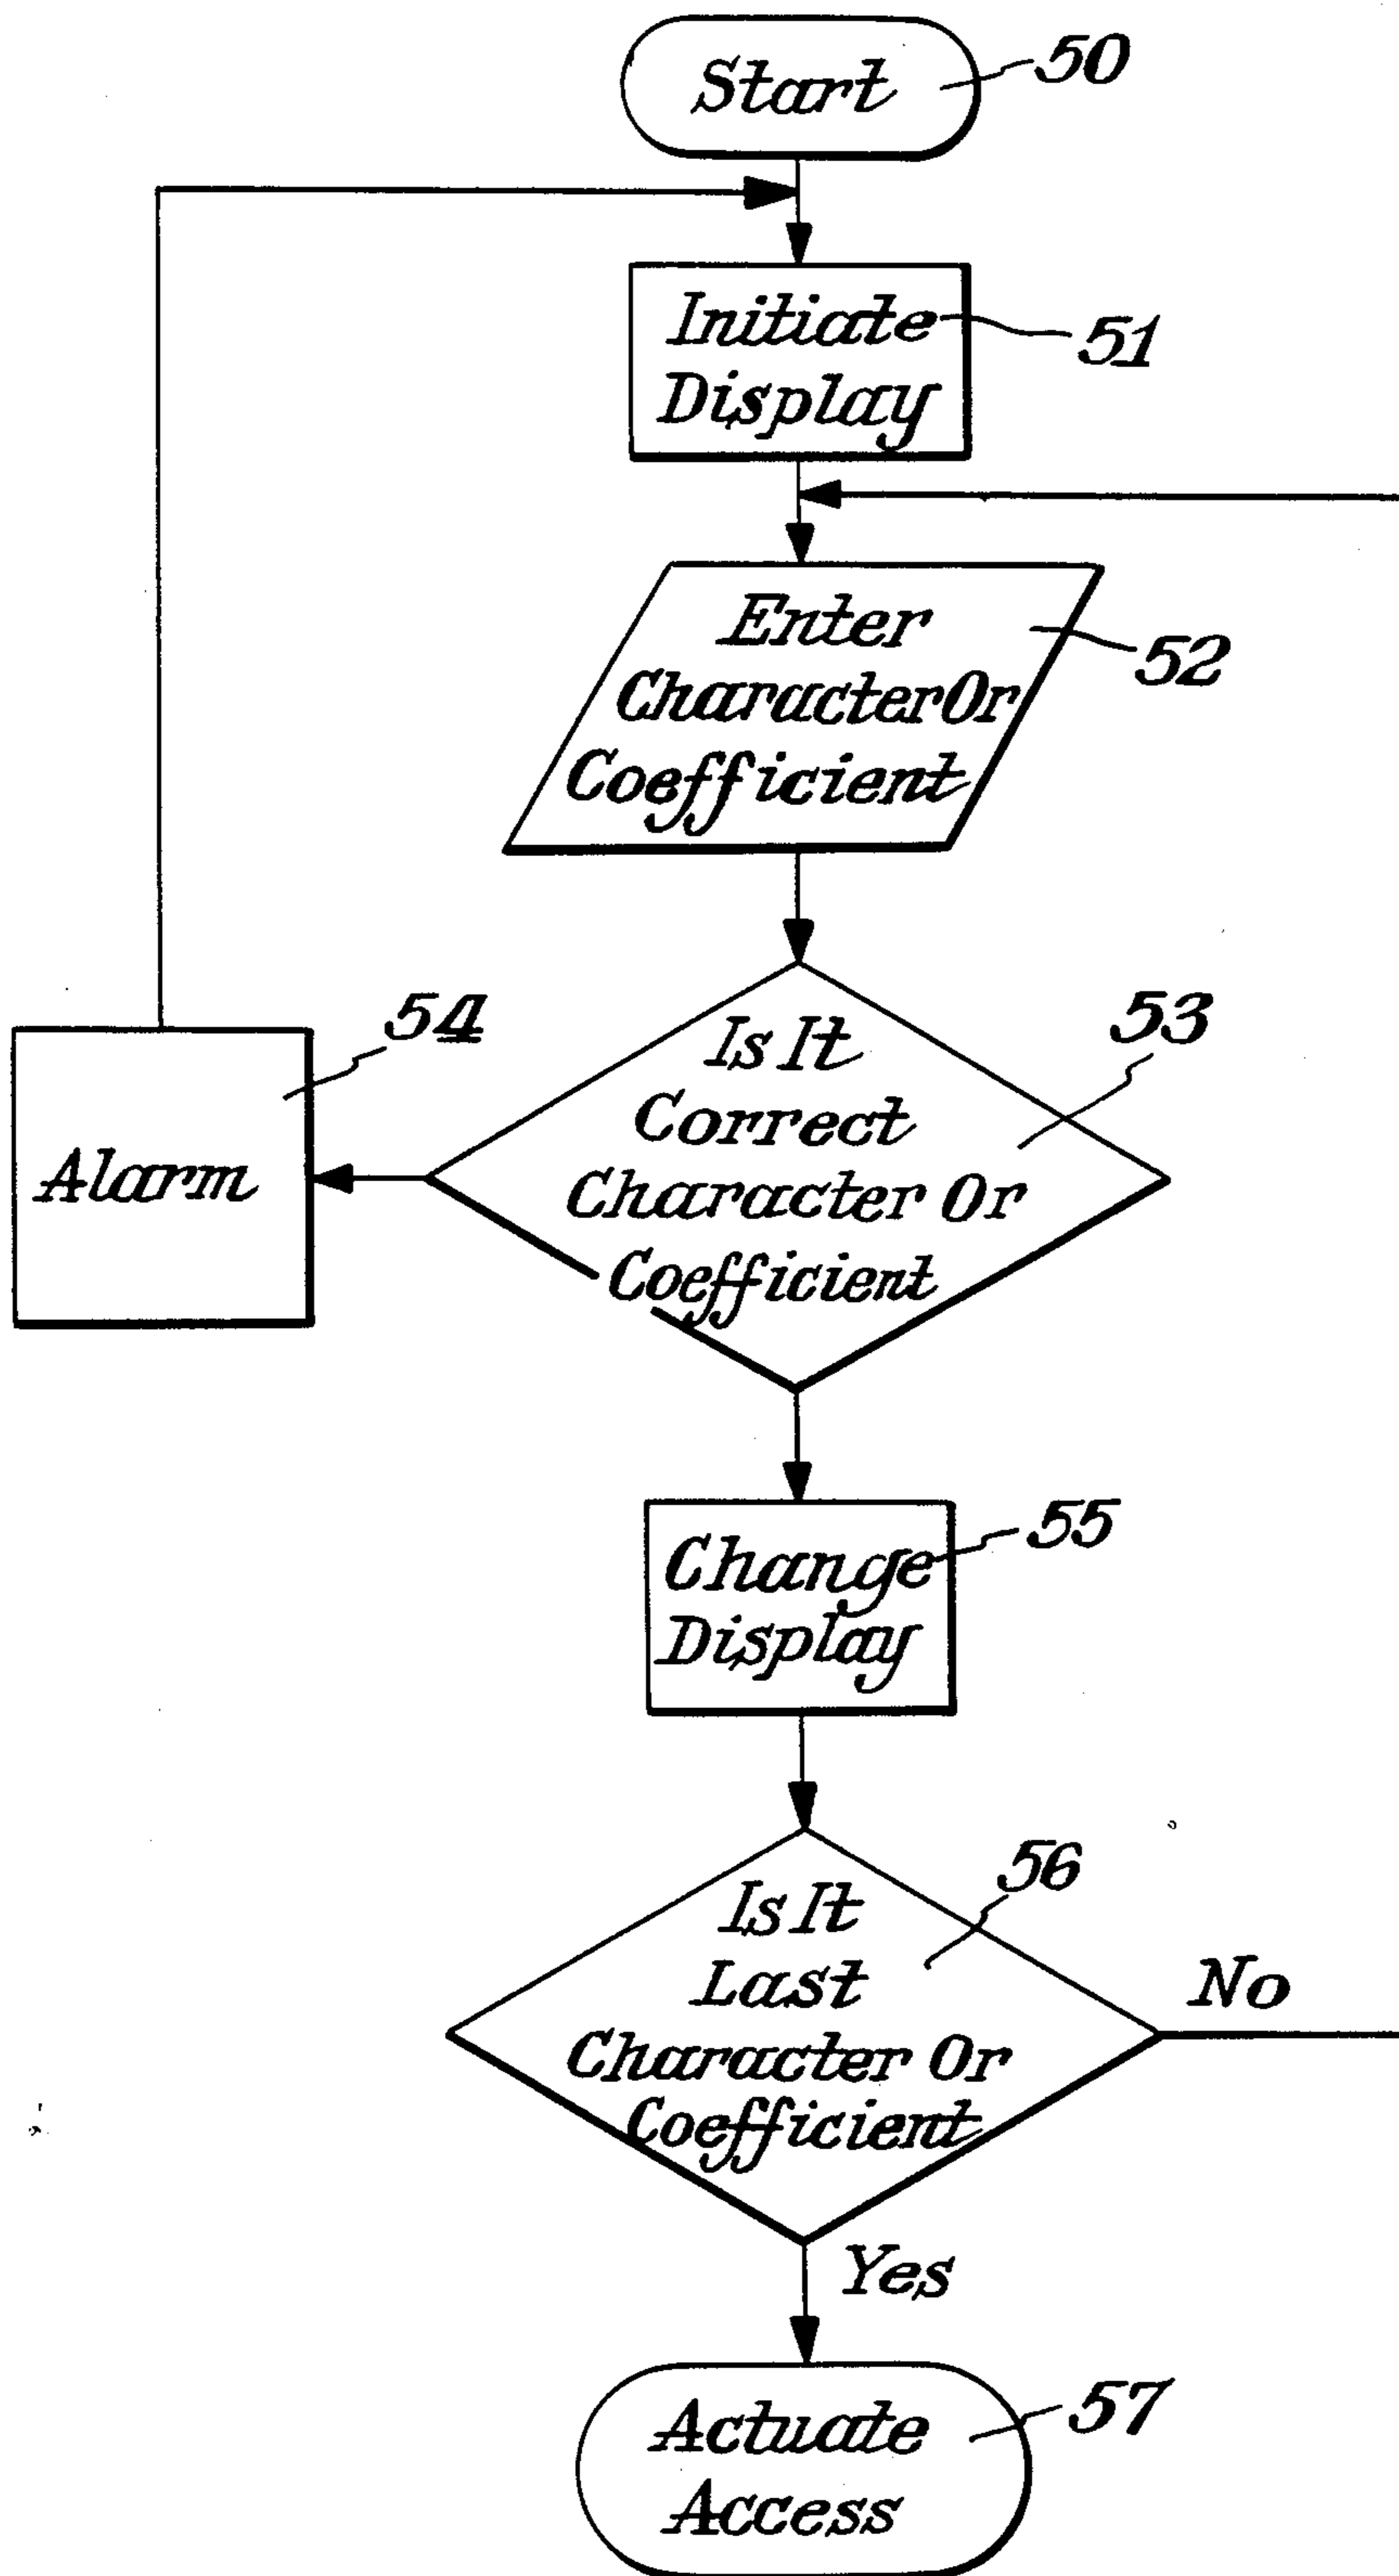 Start
50
Initiate
Display
51
Enter
Character Or
Coefficient
52
Is It
Correct
Character Or
Coefficient
53
54
Alarm
Change
Display
55
Is It
Last
Character Or
Coefficient
56
No
Yes
Actuate
Access
57